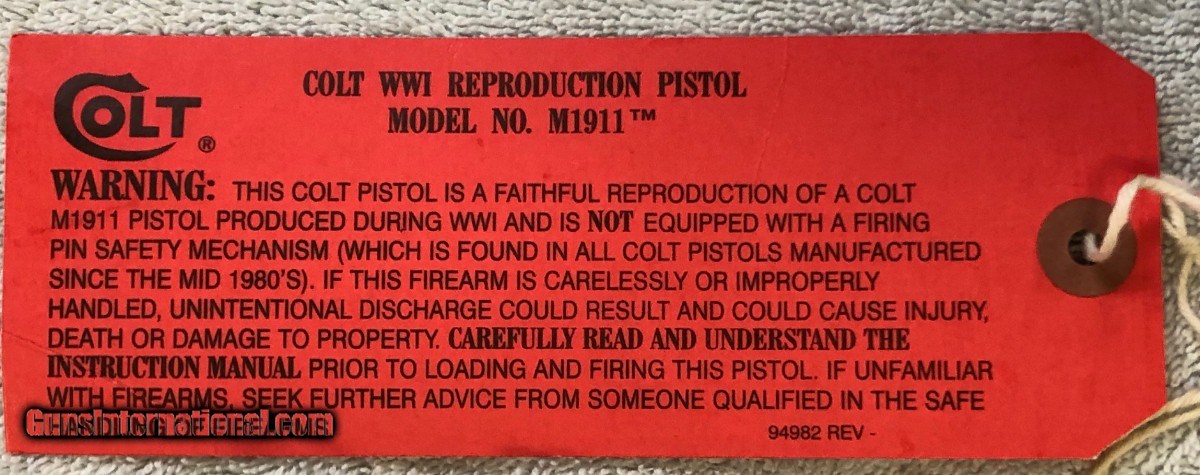 COLT®
COLT WWI REPRODUCTION PISTOL
MODEL NO. M1911™
WARNING: THIS COLT PISTOL IS A FAITHFUL REPRODUCTION OF A COLT
M1911 PISTOL PRODUCED DURING WWI AND IS NOT EQUIPPED WITH A FIRING
PIN SAFETY MECHANISM (WHICH IS FOUND IN ALL COLT PISTOLS MANUFACTURED
SINCE THE MID 1980'S). IF THIS FIREARM IS CARELESSLY OR IMPROPERLY
HANDLED, UNINTENTIONAL DISCHARGE COULD RESULT AND COULD CAUSE INJURY,
DEATH OR DAMAGE TO PROPERTY. CAREFULLY READ AND UNDERSTAND THE
INSTRUCTION MANUAL PRIOR TO LOADING AND FIRING THIS PISTOL. IF UNFAMILIAR
WITH FIREARMS, SEEK FURTHER ADVICE FROM SOMEONE QUALIFIED IN THE SAFE
GunsInternational.com
94982 REV -